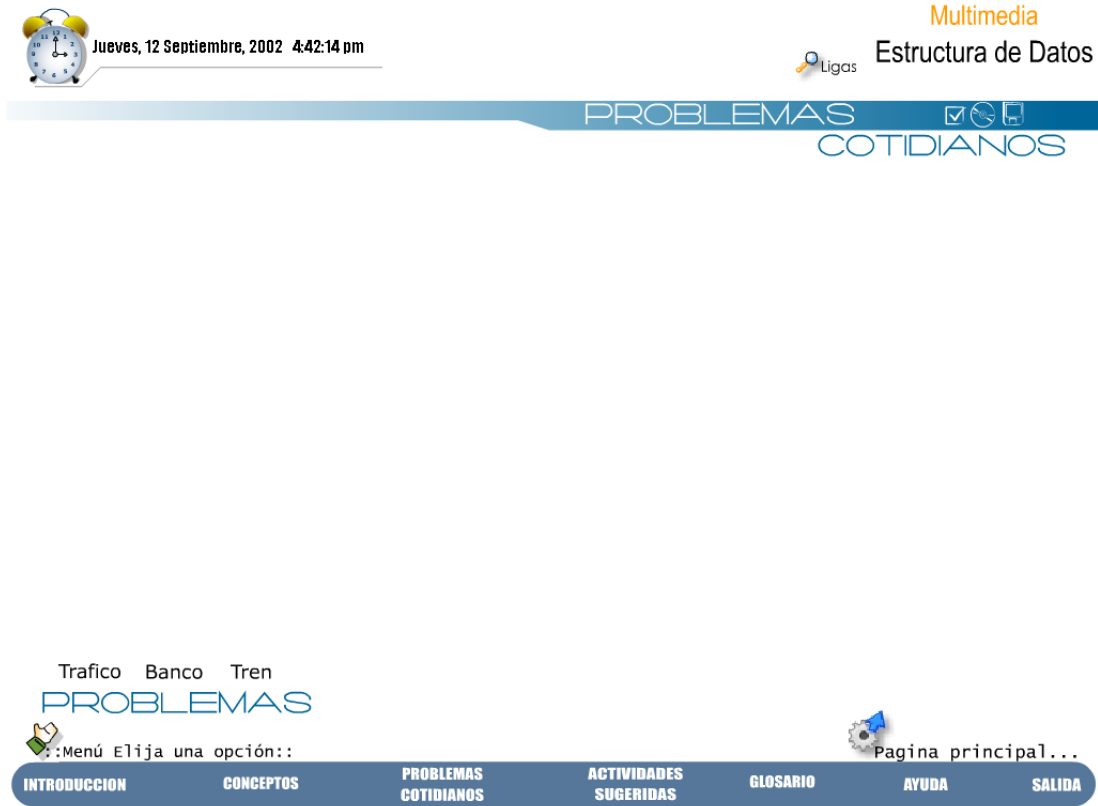 Multimedia
Jueves, 12 Septiembre, 2002 4:42:14 pm
Ligas
Estructura de Datos
PROBLEMAS
COTIDIANOS
Trafico Banco Tren
PROBLEMAS
::Menú Elija una opción::
Pagina principal...
INTRODUCCION
CONCEPTOS
PROBLEMAS
COTIDIANOS
ACTIVIDADES
SUGERIDAS
GLOSARIO
AYUDA
SALIDA